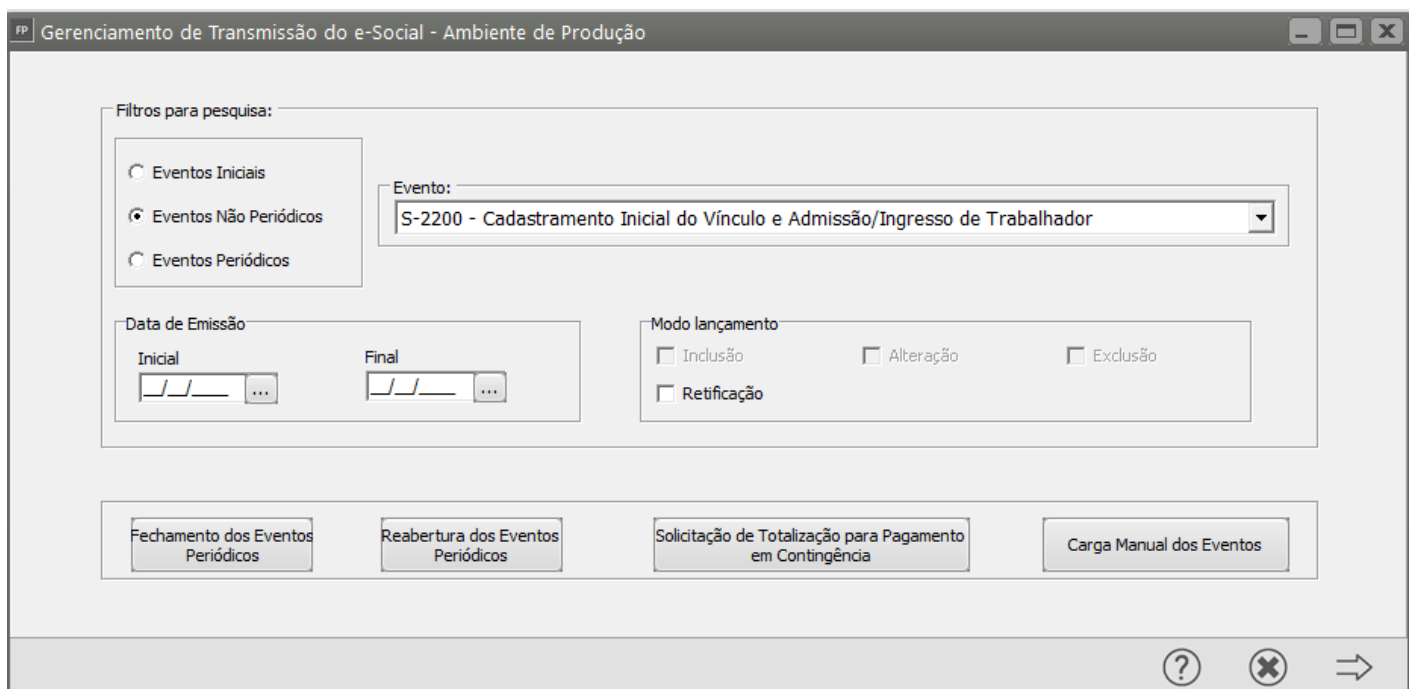 FP Gerenciamento de Transmissão do e-Social - Ambiente de Produção
Filtros para pesquisa:
Eventos Iniciais
Eventos Não Periódicos
Eventos Periódicos
Evento:
S-2200 - Cadastramento Inicial do Vínculo e Admissão/Ingresso de Trabalhador
Data de Emissão
Inicial
Final
__/__/____ ...
__/__/____ ...
Modo lançamento
Inclusão
Alteração
Exclusão
Retificação
Fechamento dos Eventos
Periódicos
Reabertura dos Eventos
Periódicos
Solicitação de Totalização para Pagamento
em Contingência
Carga Manual dos Eventos
?